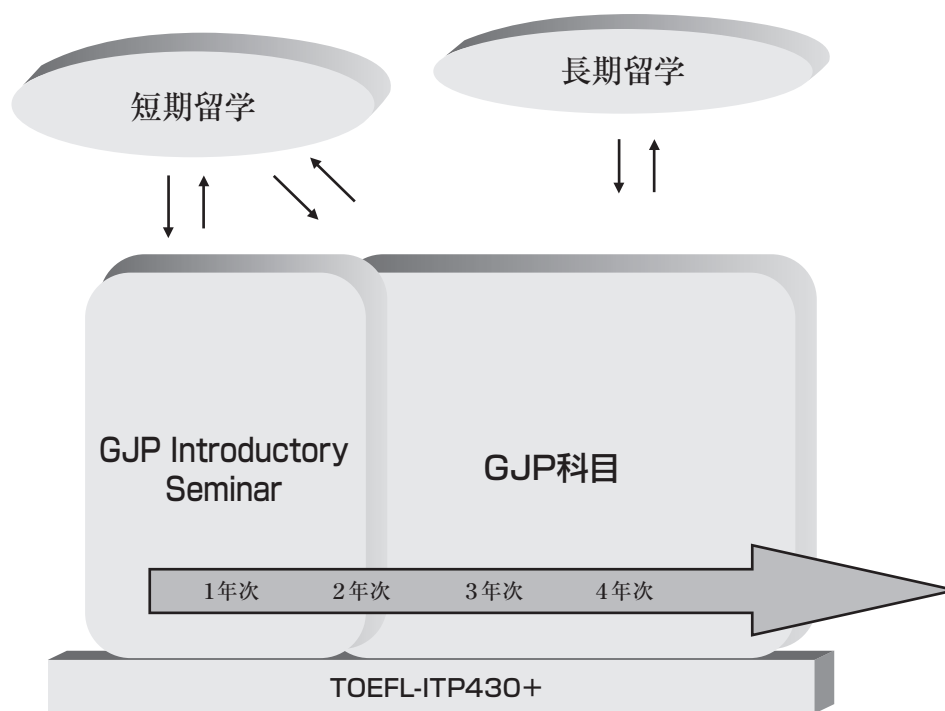 短期留学
長期留学
GJP Introductory
Seminar
GJP科目
1年次 2年次 3年次 4年次
TOEFL-ITP430+